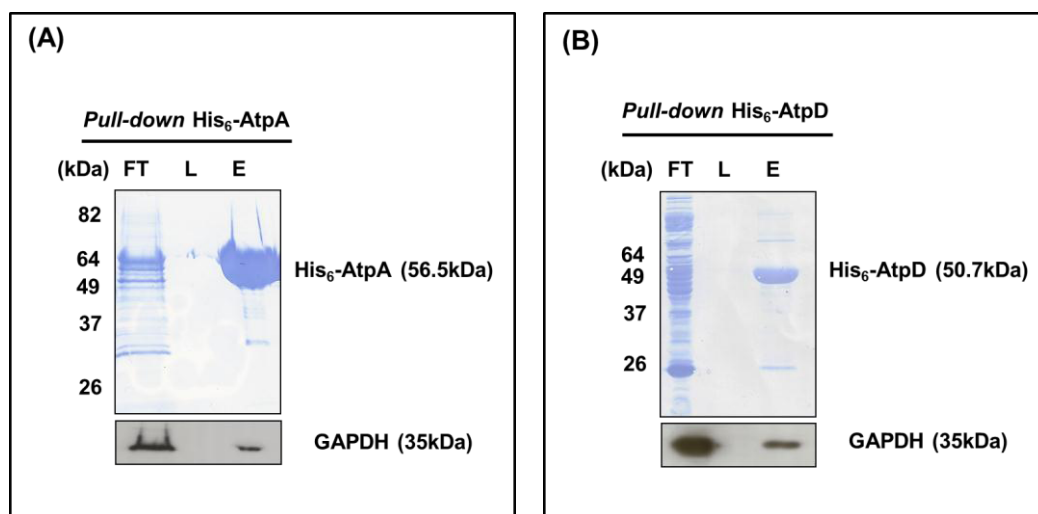 (A)
Pull-down His₆-AtpA
(kDa) FT L E
82
64
49
37
26
His₆-AtpA (56.5kDa)
GAPDH (35kDa)
(B)
Pull-down His₆-AtpD
(kDa) FT L E
64
49
37
26
His₆-AtpD (50.7kDa)
GAPDH (35kDa)